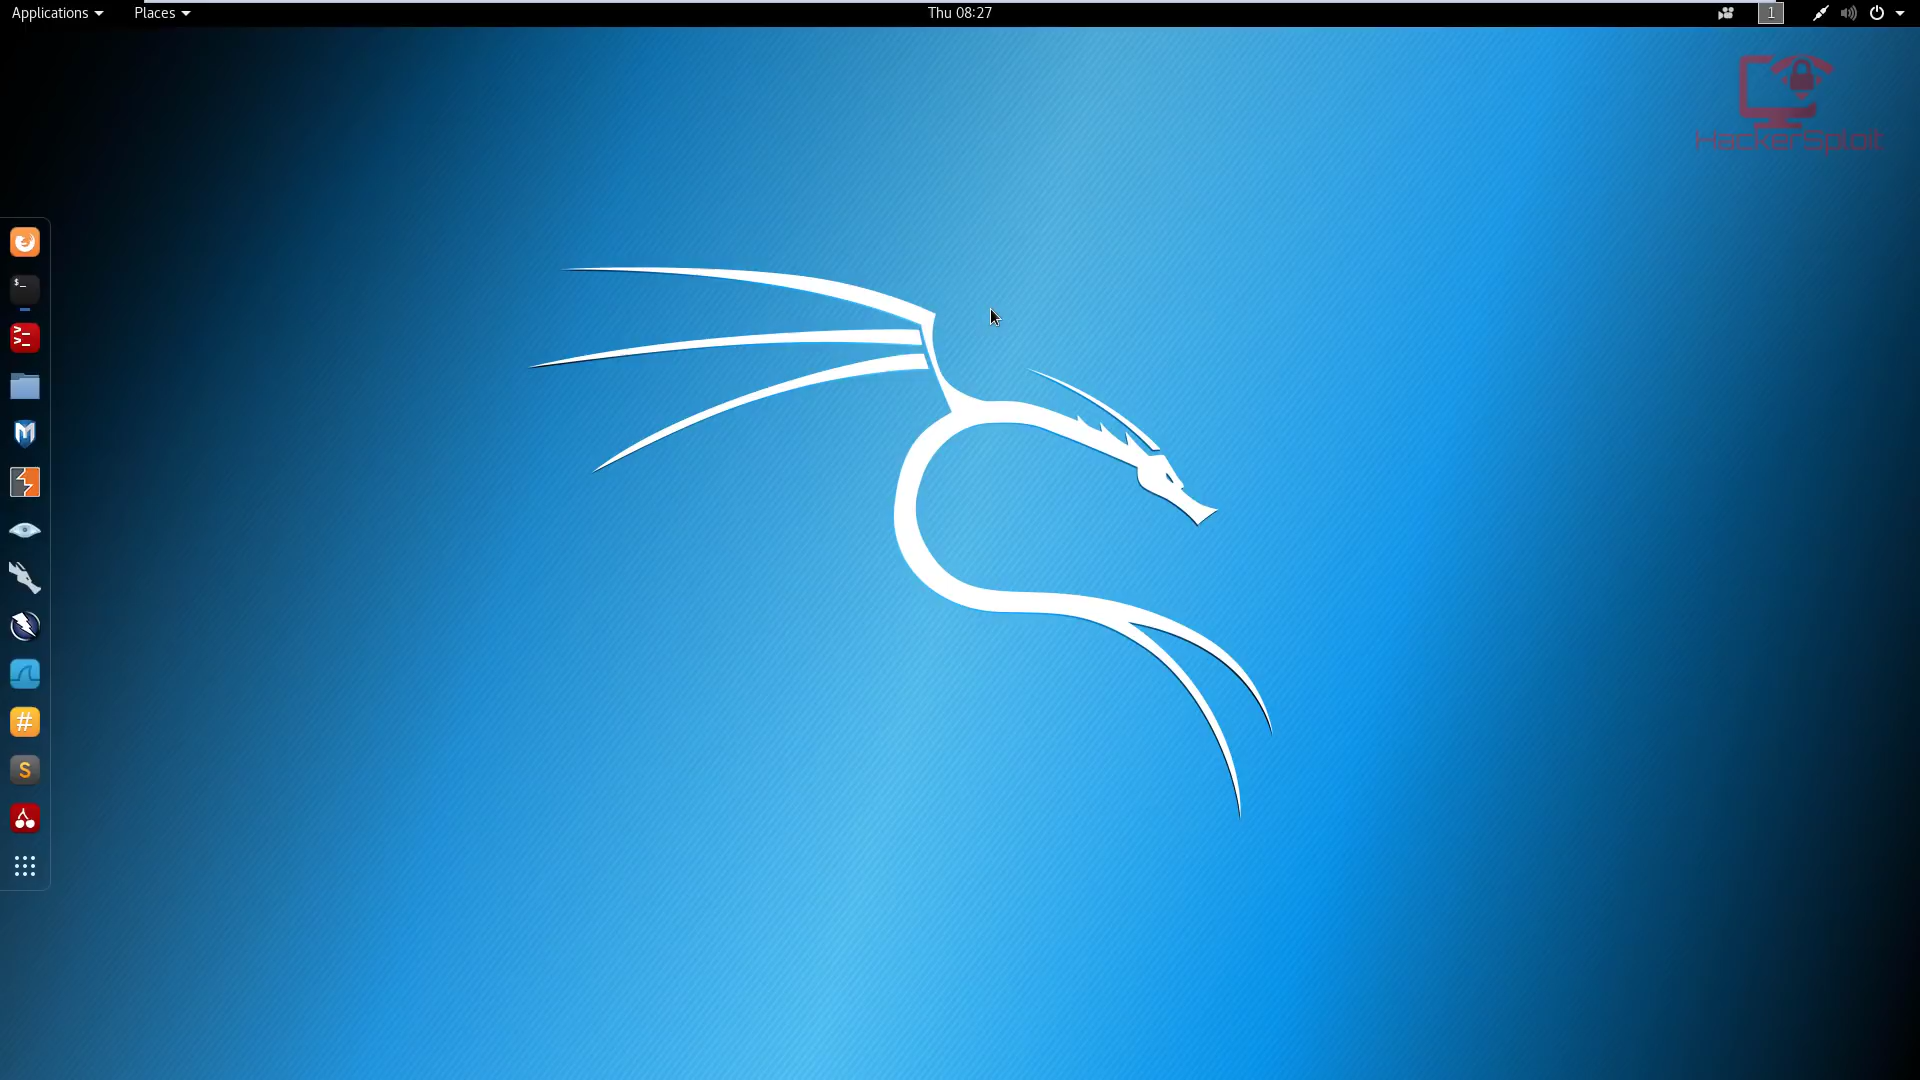 Applications
Places
Thu 08:27
1
HackerSploit
$_
>_
>_
M
#
S